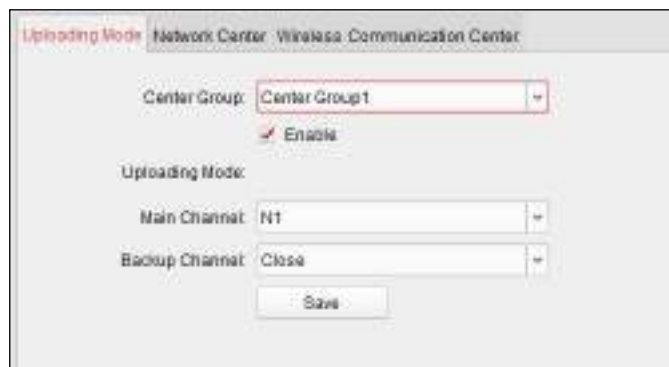 Uploading Mode Network Center Wireless Communication Center
Center Group: Center Group1
Enable
Uploading Mode:
Main Channel: N1
Backup Channel: Close
Save